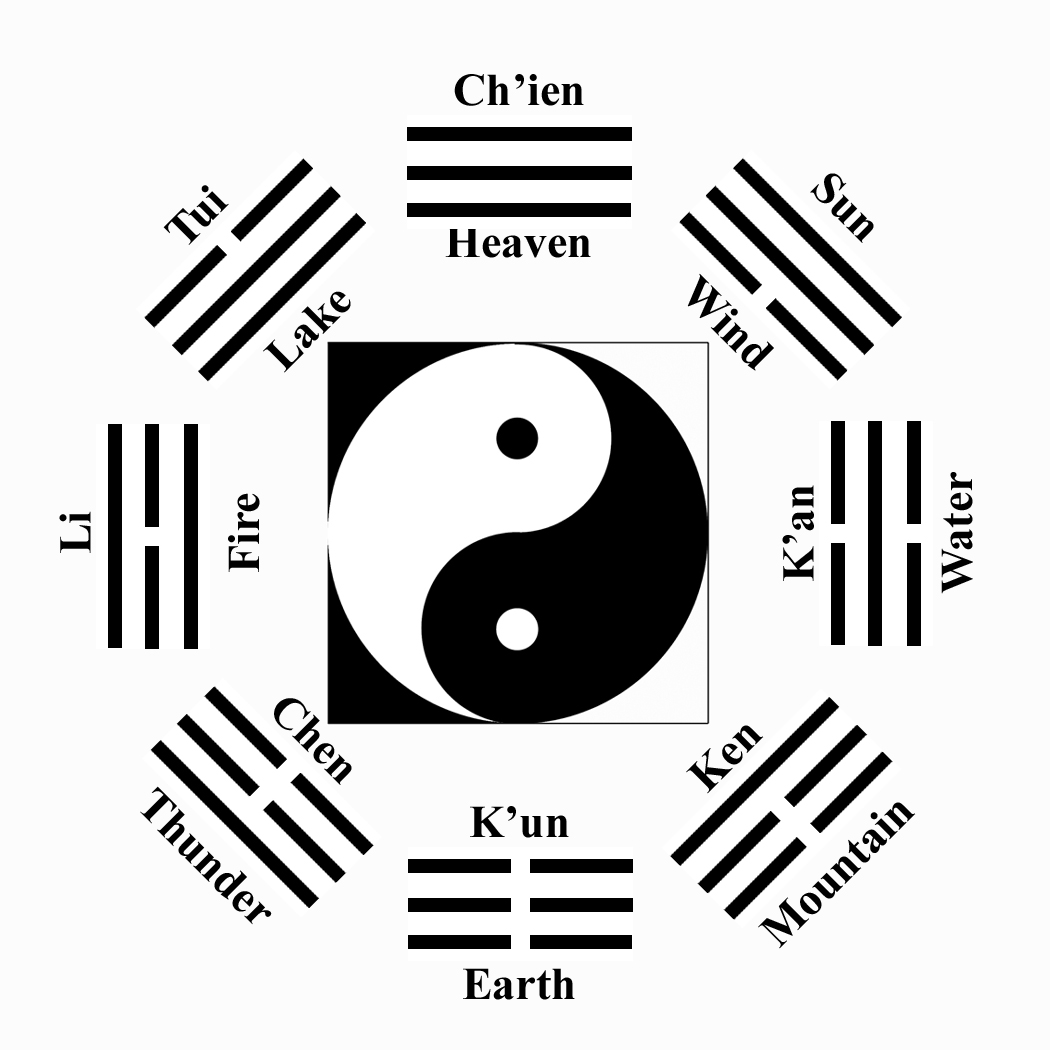 Ch’ien
Heaven
Tui
Lake
Sun
Wind
Li
Fire
K’an
Water
Chen
Thunder
Ken
Mountain
K’un
Earth